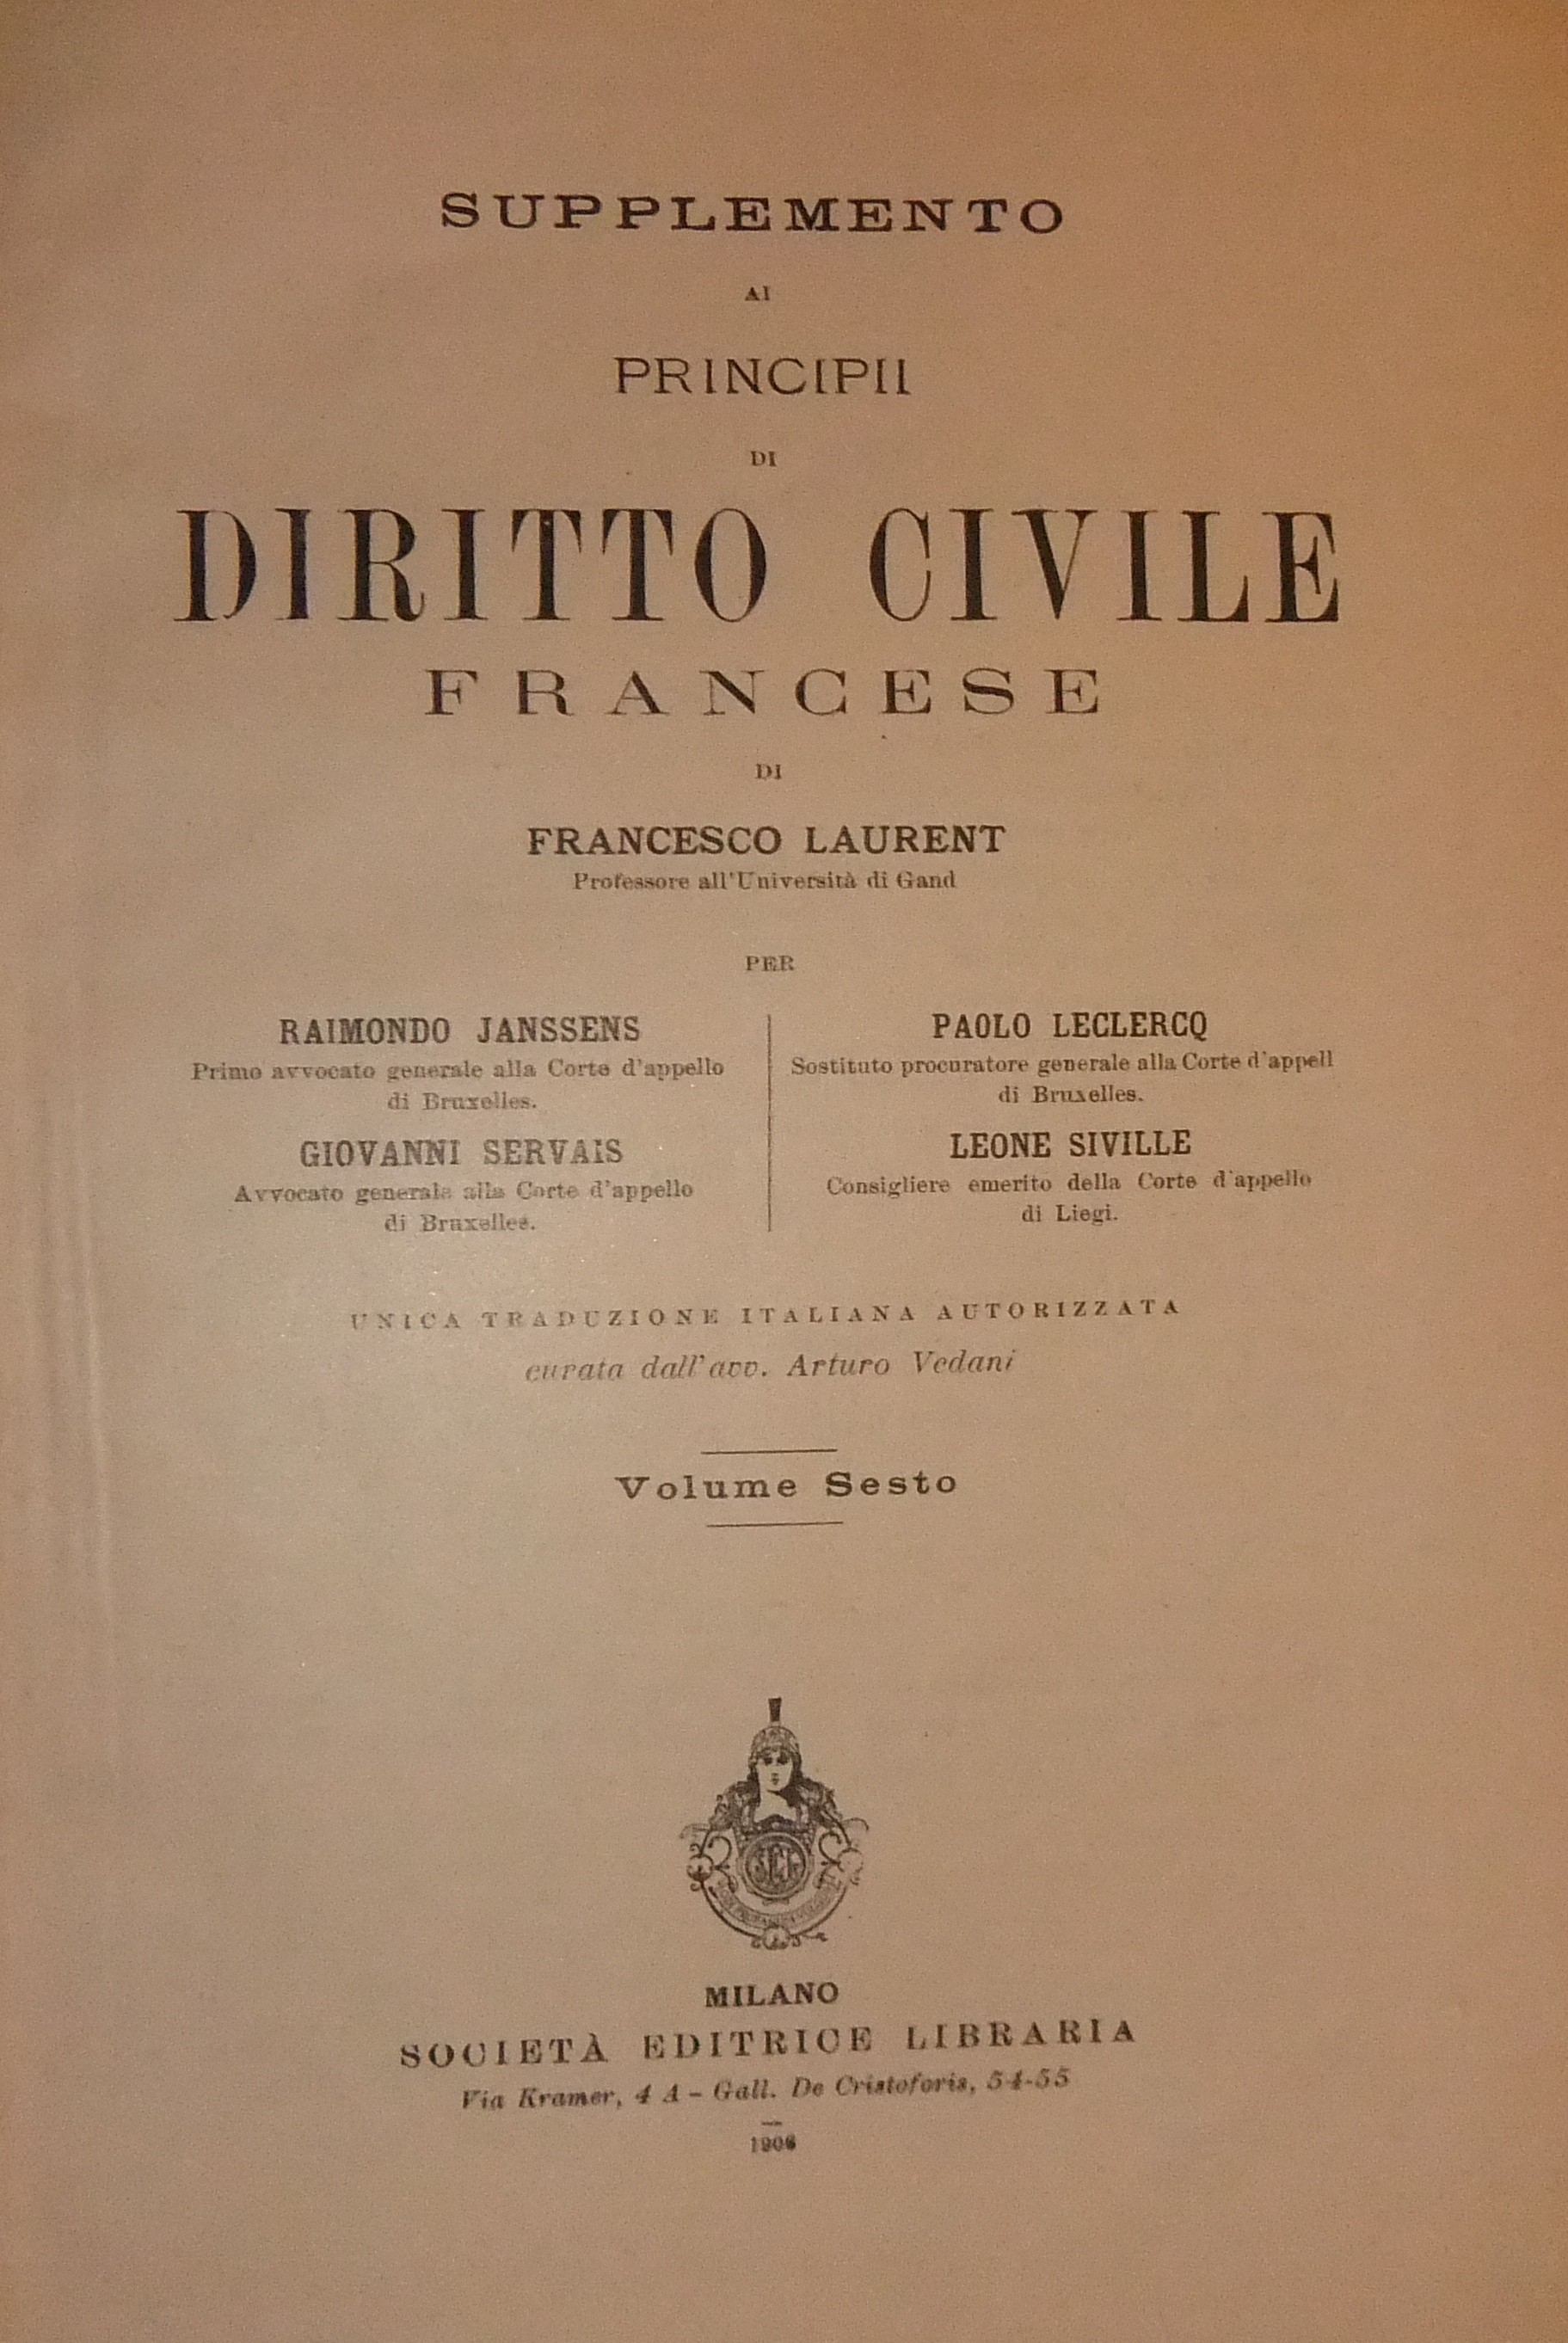 SUPPLEMENTO
AI
PRINCIPII
DI
DIRITTO CIVILE
FRANCESE
DI
FRANCESCO LAURENT
Professore all'Università di Gand
PER
RAIMONDO JANSSENS
Primo avvocato generale alla Corte d'appello
di Bruxelles.
GIOVANNI SERVAIS
Avvocato generale alla Corte d'appello
di Bruxelles.
PAOLO LECLERCQ
Sostituto procuratore generale alla Corte d'appell
di Bruxelles.
LEONE SIVILLE
Consigliere emerito della Corte d'appello
di Liegi.
UNICA TRADUZIONE ITALIANA AUTORIZZATA
curata dall'avv. Arturo Vedani
Volume Sesto
SEL
MILANO
SOCIETÀ EDITRICE LIBRARIA
Via Kramer, 4 A - Gall. De Cristoforis, 54-55
1906